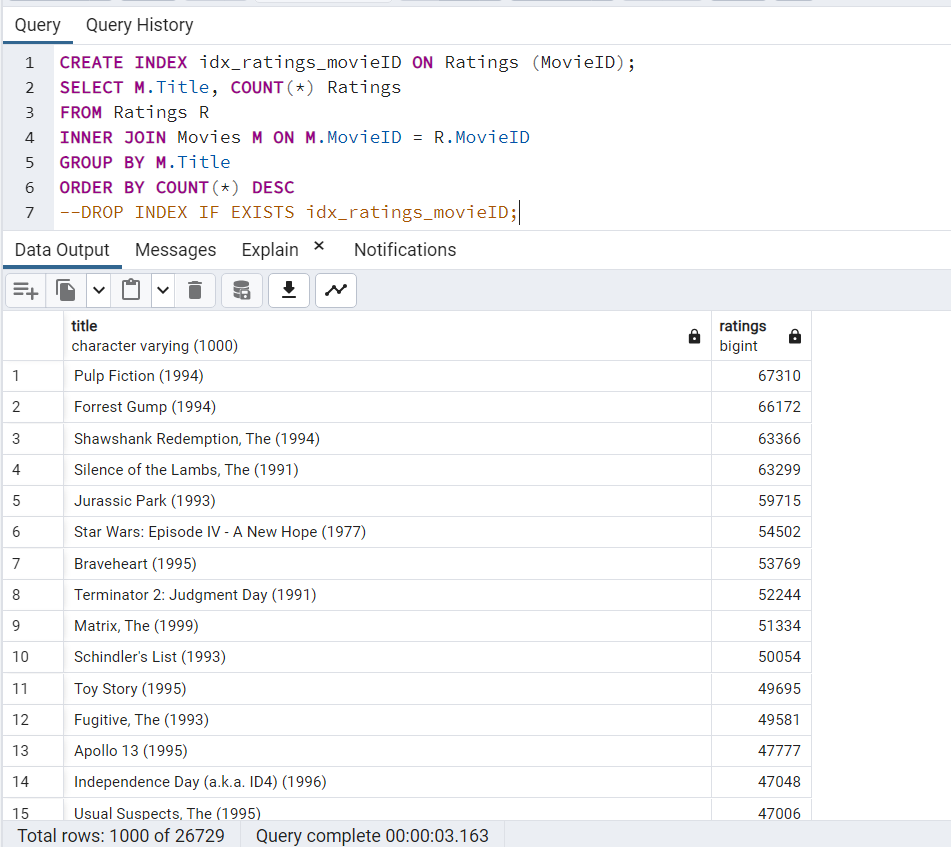 Query Query History
1 CREATE INDEX idx_ratings_movieID ON Ratings (MovieID);
2 SELECT M.Title, COUNT(*) Ratings
3 FROM Ratings R
4 INNER JOIN Movies M ON M.MovieID = R.MovieID
5 GROUP BY M.Title
6 ORDER BY COUNT(*) DESC
7 --DROP INDEX IF EXISTS idx_ratings_movieID;
Data Output Messages Explain × Notifications
title ratings
character varying (1000) bigint
1 Pulp Fiction (1994) 67310
2 Forrest Gump (1994) 66172
3 Shawshank Redemption, The (1994) 63366
4 Silence of the Lambs, The (1991) 63299
5 Jurassic Park (1993) 59715
6 Star Wars: Episode IV - A New Hope (1977) 54502
7 Braveheart (1995) 53769
8 Terminator 2: Judgment Day (1991) 52244
9 Matrix, The (1999) 51334
10 Schindler's List (1993) 50054
11 Toy Story (1995) 49695
12 Fugitive, The (1993) 49581
13 Apollo 13 (1995) 47777
14 Independence Day (a.k.a. ID4) (1996) 47048
15 Usual Suspects, The (1995) 47006
Total rows: 1000 of 26729 Query complete 00:00:03.163